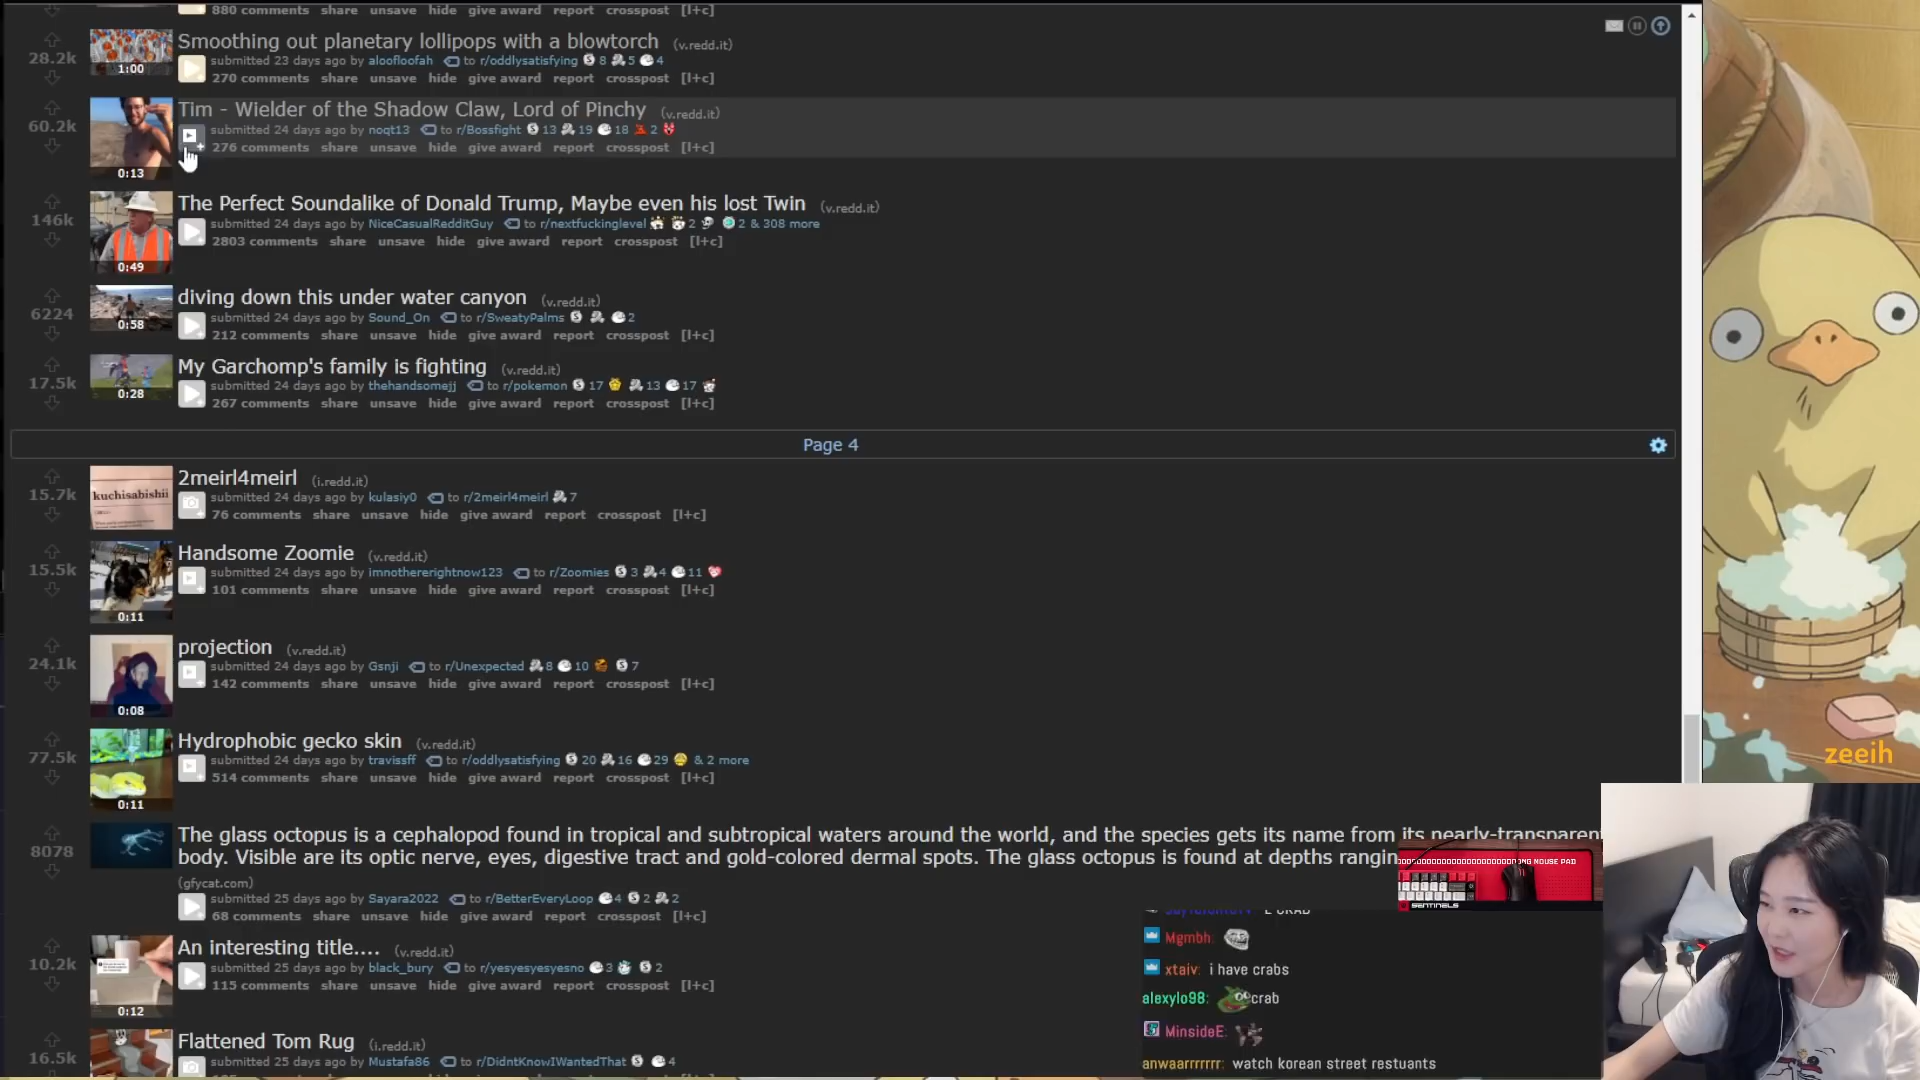 880 comments share unsave hide give award report crosspost [l+c]
28.2k
1:00
Smoothing out planetary lollipops with a blowtorch (v.redd.it)
submitted 23 days ago by aloofloofah to r/oddlysatisfying 8 5 4
270 comments share unsave hide give award report crosspost [l+c]
60.2k
0:13
Tim - Wielder of the Shadow Claw, Lord of Pinchy (v.redd.it)
submitted 24 days ago by noqt13 to r/Bossfight 13 19 18 2
276 comments share unsave hide give award report crosspost [l+c]
146k
0:49
The Perfect Soundalike of Donald Trump, Maybe even his lost Twin (v.redd.it)
submitted 24 days ago by NiceCasualRedditGuy to r/nextfuckinglevel 2 2 & 308 more
2803 comments share unsave hide give award report crosspost [l+c]
6224
0:58
diving down this under water canyon (v.redd.it)
submitted 24 days ago by Sound_On to r/SweatyPalms 2
212 comments share unsave hide give award report crosspost [l+c]
17.5k
0:28
My Garchomp's family is fighting (v.redd.it)
submitted 24 days ago by thehandsomejj to r/pokemon 17 13 17
267 comments share unsave hide give award report crosspost [l+c]
Page 4
15.7k
kuchisabishii
2meirl4meirl (i.redd.it)
submitted 24 days ago by kulasiy0 to r/2meirl4meirl 7
76 comments share unsave hide give award report crosspost [l+c]
15.5k
0:11
Handsome Zoomie (v.redd.it)
submitted 24 days ago by imnothererightnow123 to r/Zoomies 3 4 11
101 comments share unsave hide give award report crosspost [l+c]
24.1k
0:08
projection (v.redd.it)
submitted 24 days ago by Gsnji to r/Unexpected 8 10 7
142 comments share unsave hide give award report crosspost [l+c]
77.5k
0:11
Hydrophobic gecko skin (v.redd.it)
submitted 24 days ago by travissff to r/oddlysatisfying 20 16 29 & 2 more
514 comments share unsave hide give award report crosspost [l+c]
8078
The glass octopus is a cephalopod found in tropical and subtropical waters around the world, and the species gets its name from its nearly-transparent
body. Visible are its optic nerve, eyes, digestive tract and gold-colored dermal spots. The glass octopus is found at depths rangin
(gfycat.com)
submitted 25 days ago by Sayara2022 to r/BetterEveryLoop 4 2 2
68 comments share unsave hide give award report crosspost [l+c]
10.2k
0:12
An interesting title.... (v.redd.it)
submitted 25 days ago by black_bury to r/yesyesyesyesno 3 2
115 comments share unsave hide give award report crosspost [l+c]
16.5k
Flattened Tom Rug (i.redd.it)
submitted 25 days ago by Mustafa86 to r/DidntKnowIWantedThat 4
zeeih
MOUSE PAD
SENTINELS
Mgmbh:
xtaiv: i have crabs
alexylo98: crab
MinsideE:
anwaarrrrrrr: watch korean street restuants